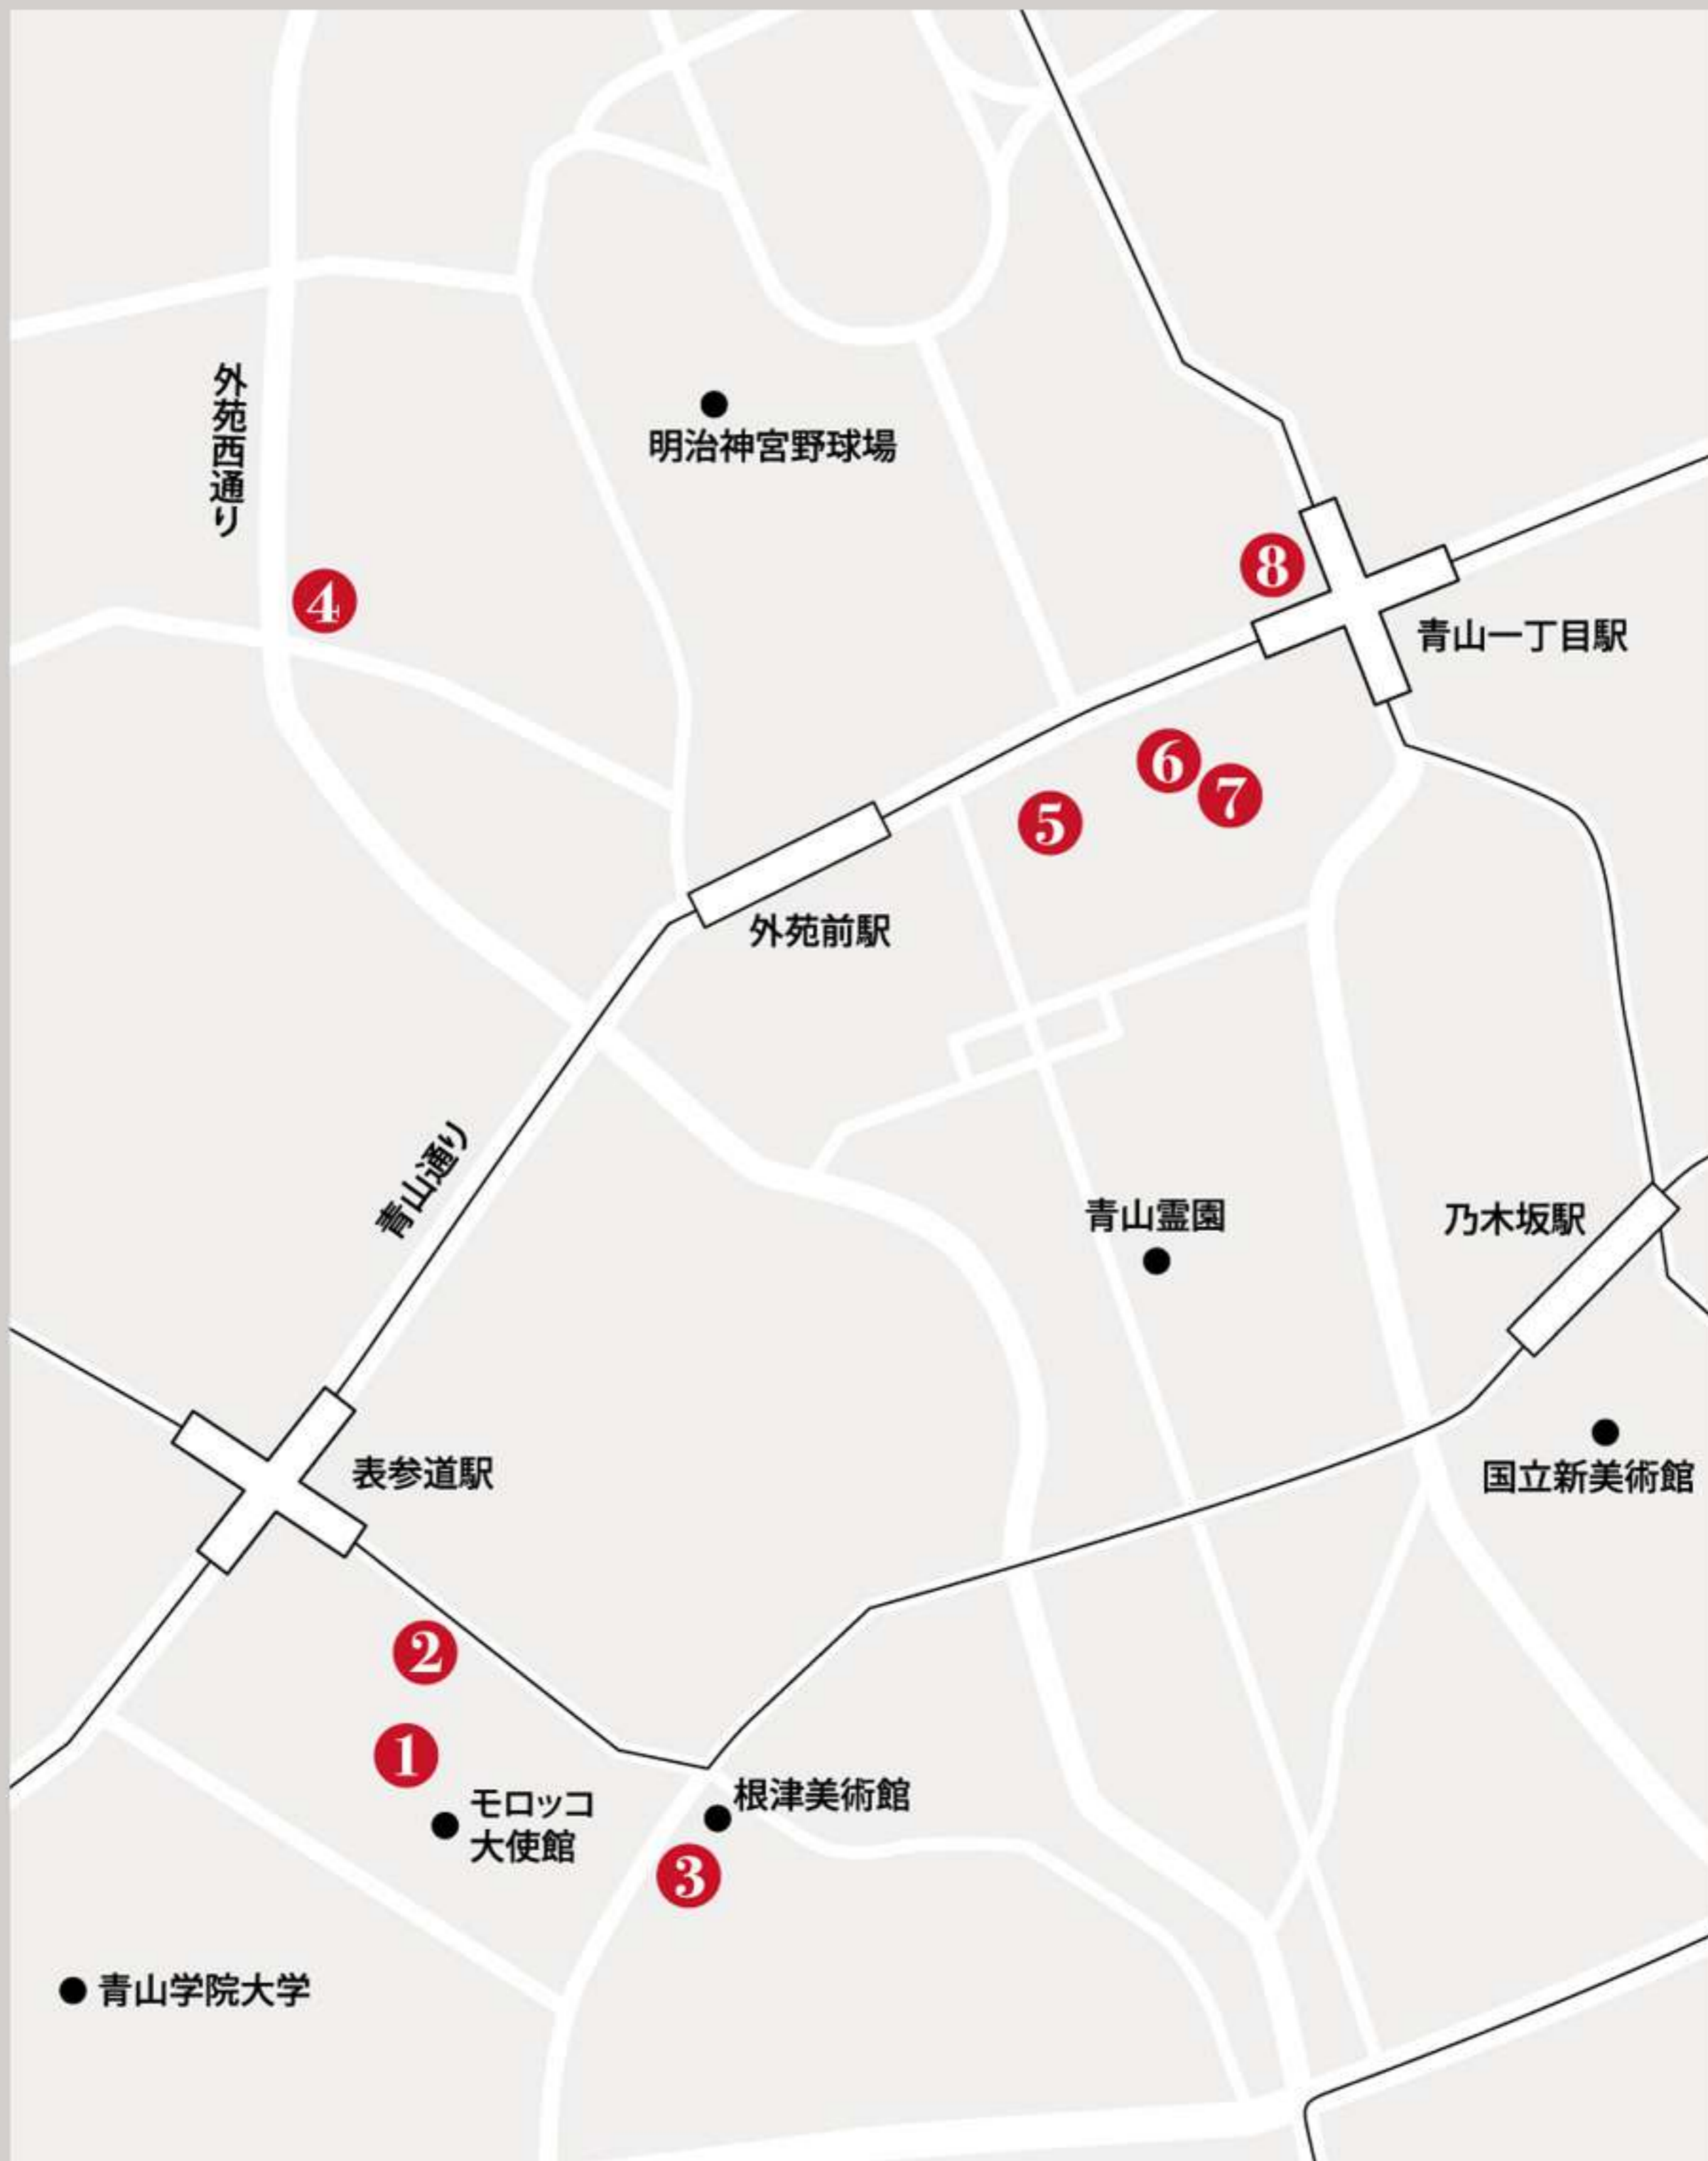 外苑西通り
明治神宮野球場
8
4
青山一丁目駅
6
7
5
外苑前駅
青山通り
青山霊園
乃木坂駅
表参道駅
国立新美術館
2
1
モロッコ
大使館
根津美術館
3
青山学院大学